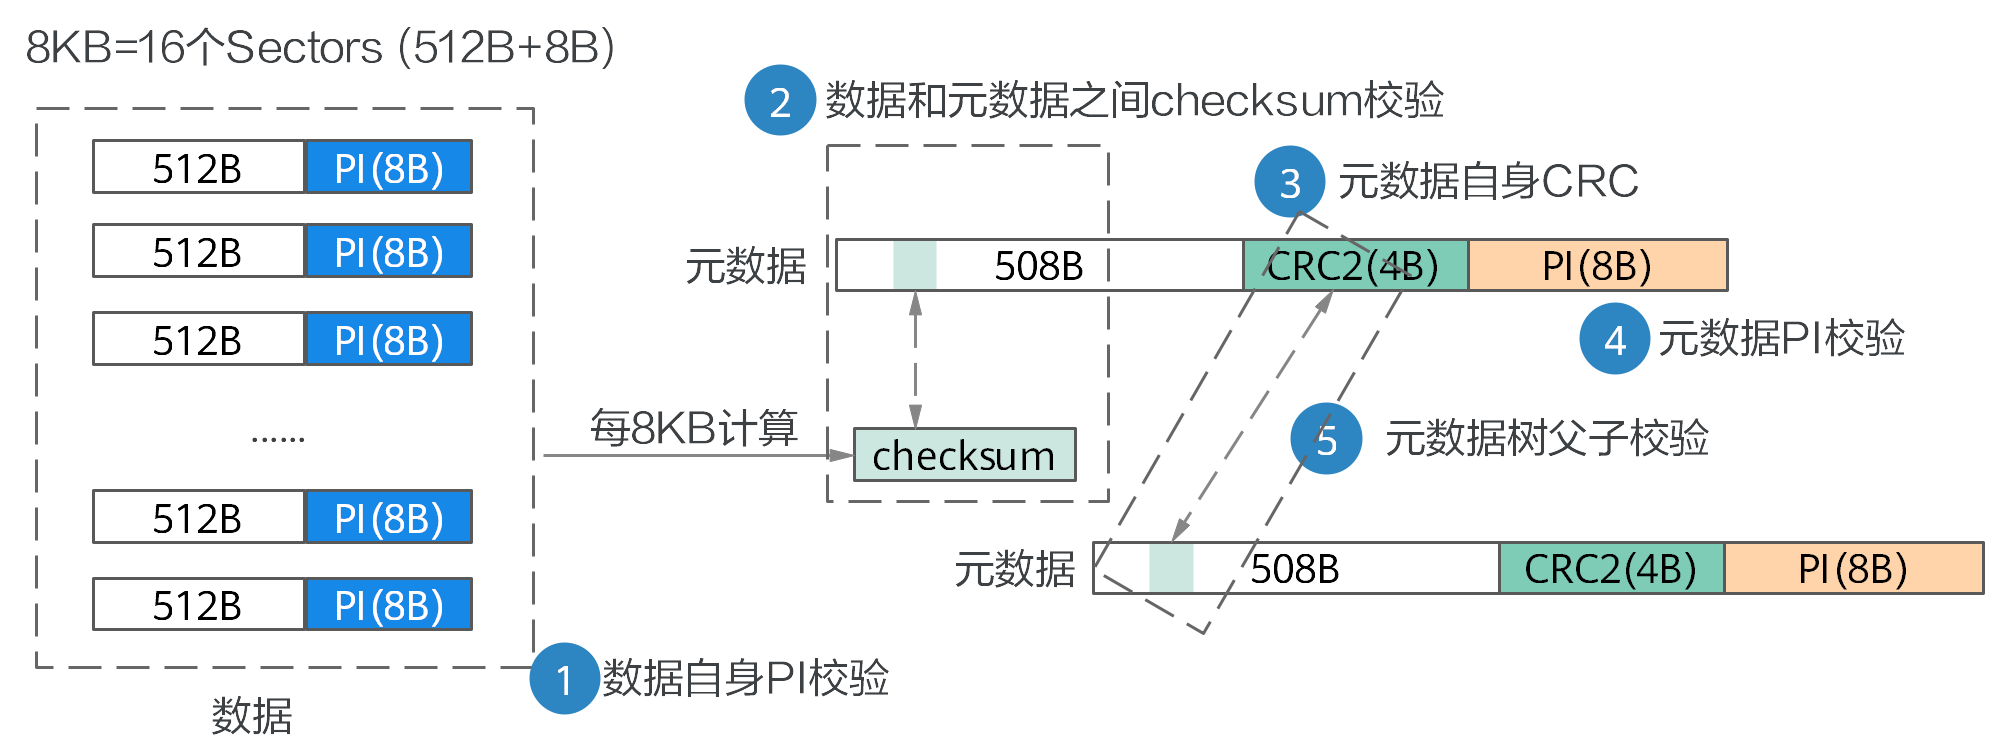 8KB=16个Sectors (512B+8B)
512B PI(8B)
512B PI(8B)
512B PI(8B)
......
512B PI(8B)
512B PI(8B)
数据
1 数据自身PI校验
每8KB计算
2 数据和元数据之间checksum校验
3 元数据自身CRC
元数据 508B CRC2(4B) PI(8B)
4 元数据PI校验
checksum
5 元数据树父子校验
元数据 508B CRC2(4B) PI(8B)